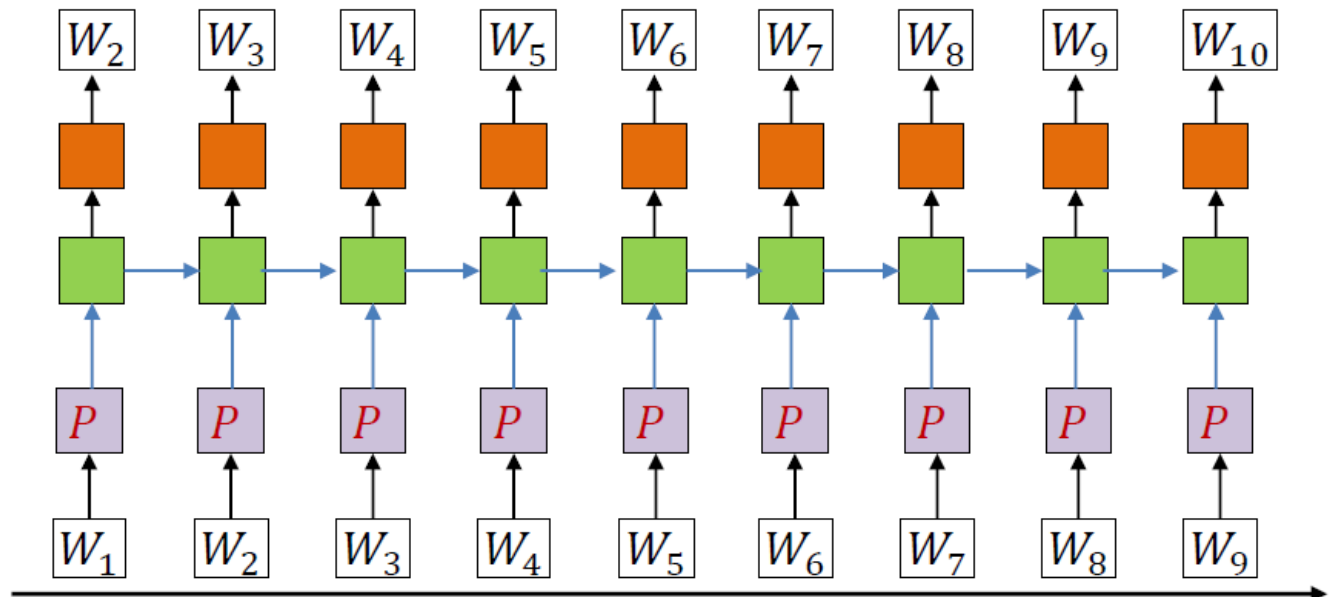 W₂ W₃ W₄ W₅ W₆ W₇ W₈ W₉ W₁₀
P P P P P P P P P
W₁ W₂ W₃ W₄ W₅ W₆ W₇ W₈ W₉